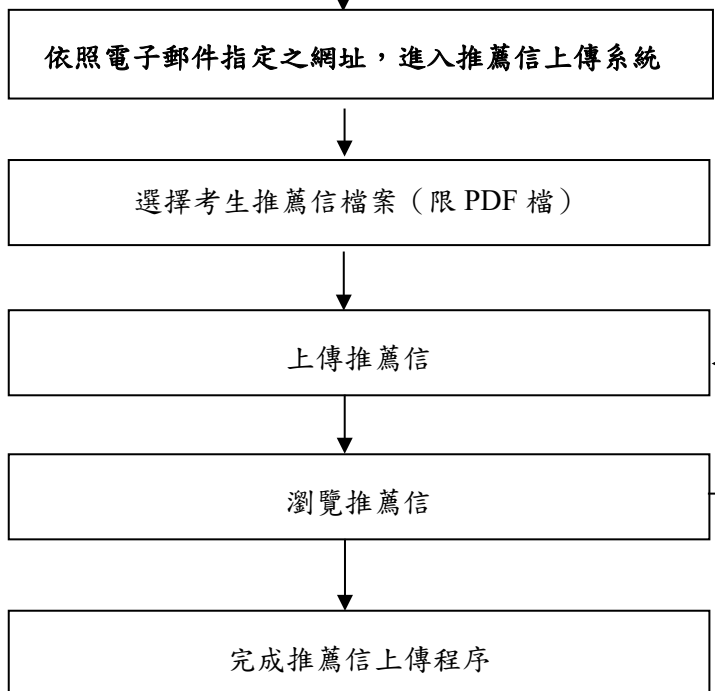 依照電子郵件指定之網址，進入推薦信上傳系統
選擇考生推薦信檔案（限 PDF 檔）
上傳推薦信
瀏覽推薦信
完成推薦信上傳程序